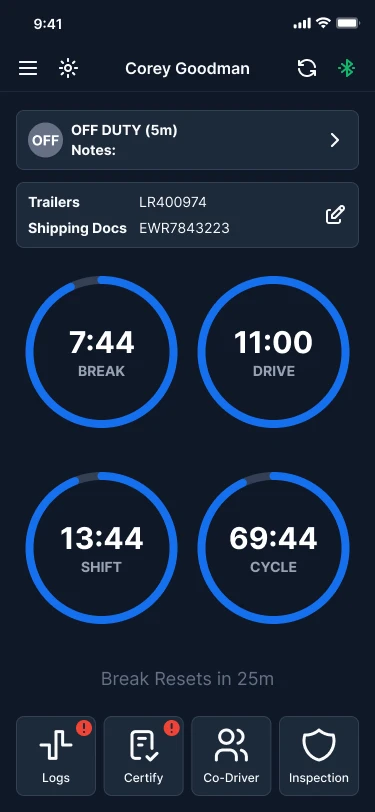 9:41
Corey Goodman
OFF
OFF DUTY (5m)
Notes:
Trailers LR400974
Shipping Docs EWR7843223
7:44
BREAK
11:00
DRIVE
13:44
SHIFT
69:44
CYCLE
Break Resets in 25m
! !
Logs Certify Co-Driver Inspection